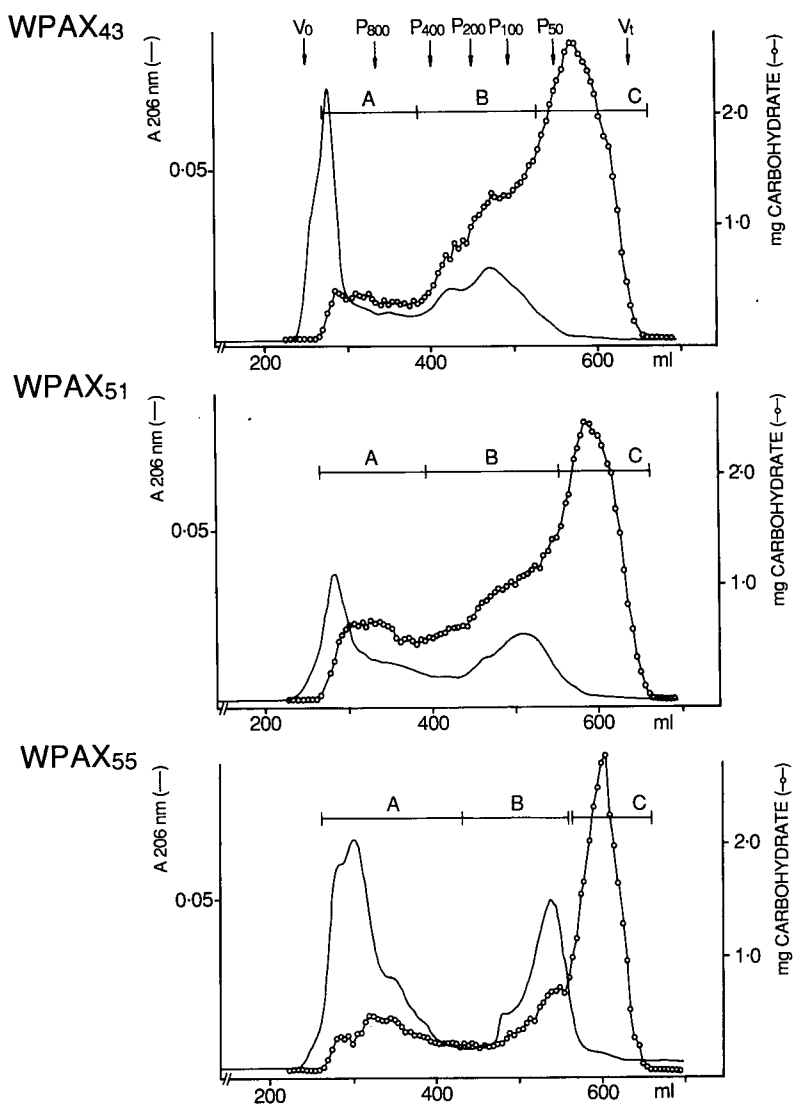 WPAX43
V0 P800 P400 P200 P100 P50 Vt
A B C
A 206 nm (—)
0·05
2·0
1·0
mg CARBOHYDRATE (-o-)
200 400 600 ml
WPAX51
A B C
A 206 nm (—)
0·05
2·0
1·0
mg CARBOHYDRATE (-o-)
200 400 600 ml
WPAX55
A B C
A 206 nm (—)
0·05
2·0
1·0
mg CARBOHYDRATE (-o-)
200 400 600 ml